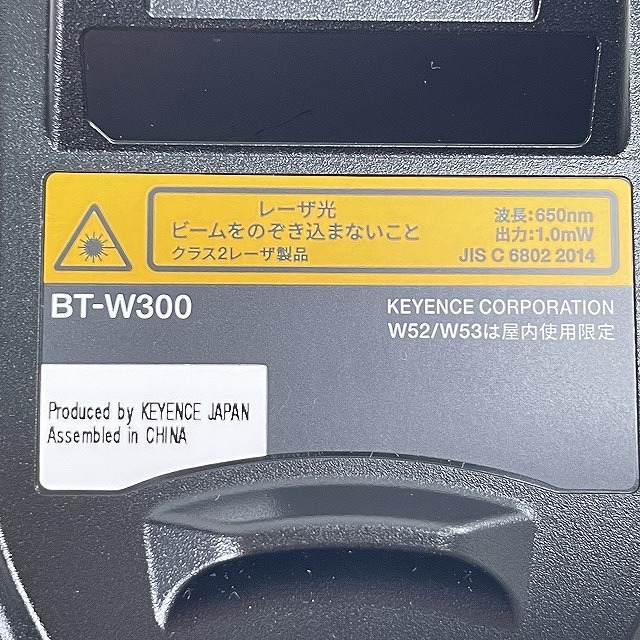 レーザ光
ビームをのぞき込まないこと
クラス2レーザ製品
波長:650nm
出力:1.0mW
JIS C 6802 2014
BT-W300
KEYENCE CORPORATION
W52/W53は屋内使用限定
Produced by KEYENCE JAPAN
Assembled in CHINA